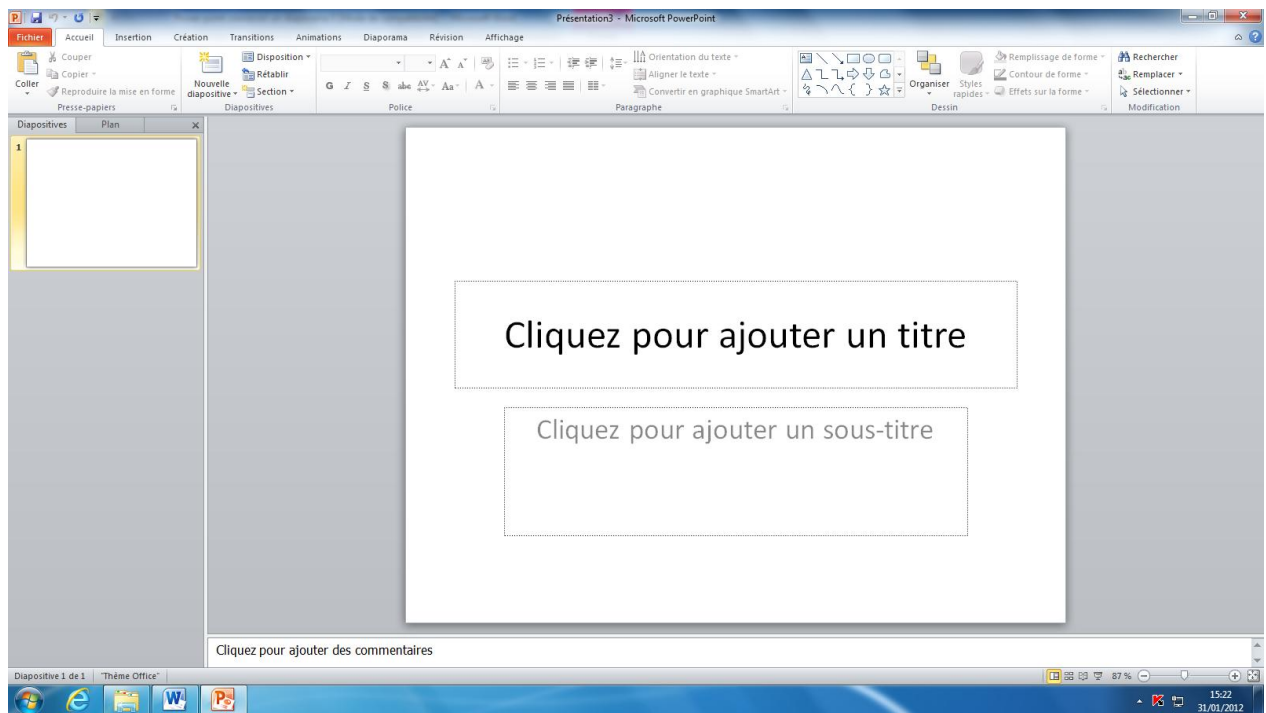 Présentation3 - Microsoft PowerPoint
Fichier Accueil Insertion Création Transitions Animations Diaporama Révision Affichage
Coller
Couper
Copier
Reproduire la mise en forme
Presse-papiers
Nouvelle diapositive
Disposition
Rétablir
Section
Diapositives
G I S S abc AV Aa A
Police
Orientation du texte
Aligner le texte
Convertir en graphique SmartArt
Paragraphe
Organiser
Styles rapides
Remplissage de forme
Contour de forme
Effets sur la forme
Dessin
Rechercher
Remplacer
Sélectionner
Modification
Diapositives Plan
1
Cliquez pour ajouter un titre
Cliquez pour ajouter un sous-titre
Cliquez pour ajouter des commentaires
Diapositive 1 de 1 "Thème Office" 87 %
15:22
31/01/2012